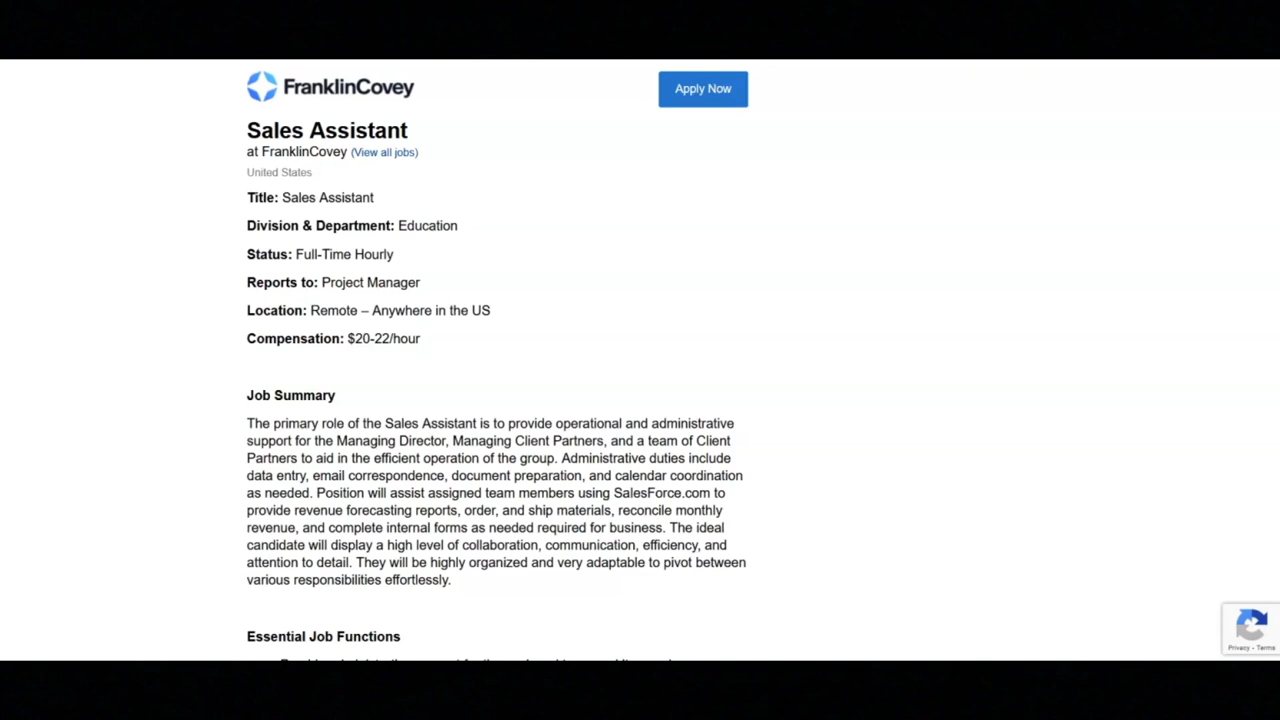 FranklinCovey
Apply Now
Sales Assistant
at FranklinCovey (View all jobs)
United States
Title: Sales Assistant
Division & Department: Education
Status: Full-Time Hourly
Reports to: Project Manager
Location: Remote – Anywhere in the US
Compensation: $20-22/hour
Job Summary
The primary role of the Sales Assistant is to provide operational and administrative
support for the Managing Director, Managing Client Partners, and a team of Client
Partners to aid in the efficient operation of the group. Administrative duties include
data entry, email correspondence, document preparation, and calendar coordination
as needed. Position will assist assigned team members using SalesForce.com to
provide revenue forecasting reports, order, and ship materials, reconcile monthly
revenue, and complete internal forms as needed required for business. The ideal
candidate will display a high level of collaboration, communication, efficiency, and
attention to detail. They will be highly organized and very adaptable to pivot between
various responsibilities effortlessly.
Essential Job Functions
Privacy - Terms